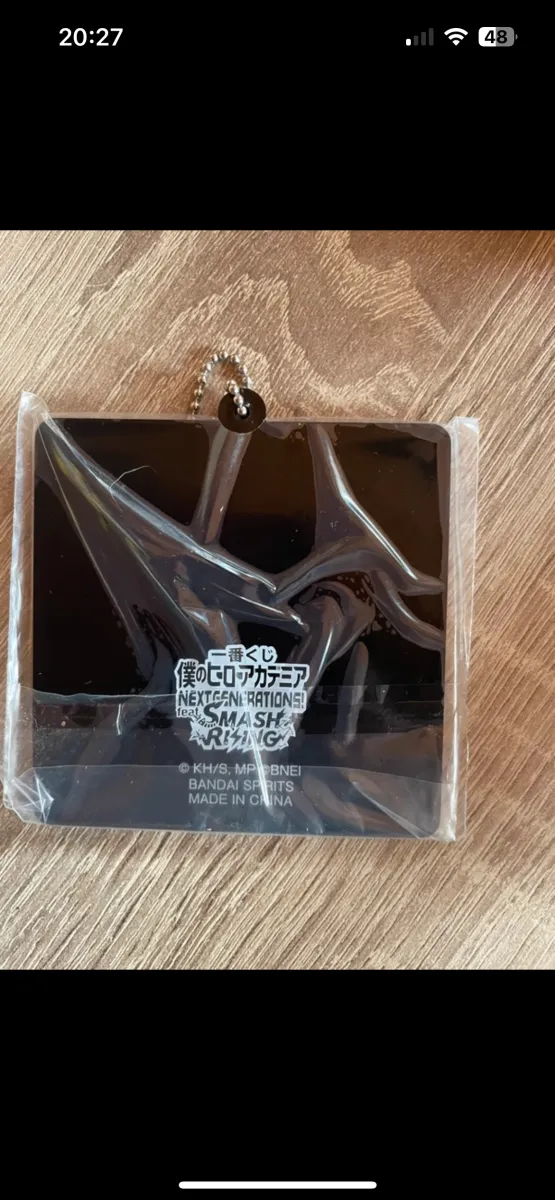 20:27
48
一番くじ
僕のヒーローアカデミア
NEXT GENERATIONS!
feat. SMASH
RISING
© KH/S, MP ©BNEI
BANDAI SPIRITS
MADE IN CHINA